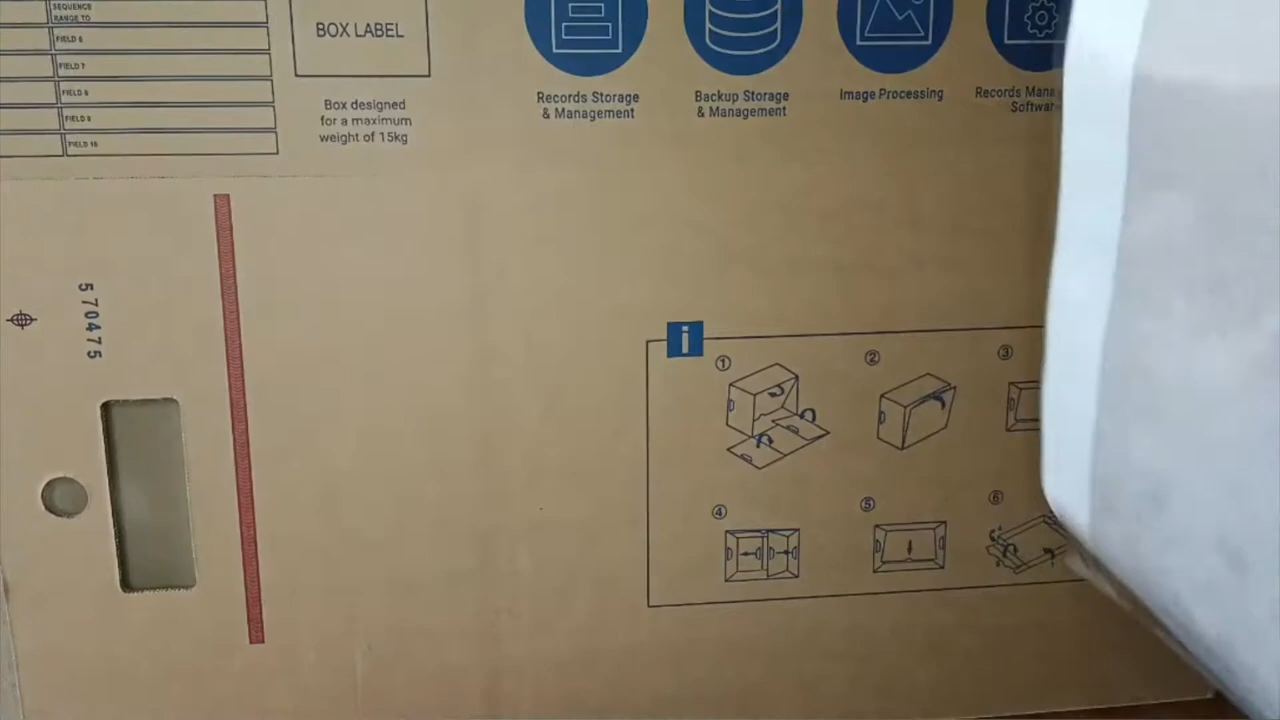 SEQUENCE
RANGE TO
FIELD 6
FIELD 7
FIELD 8
FIELD 9
FIELD 10
BOX LABEL
Box designed
for a maximum
weight of 15kg
Records Storage
& Management
Backup Storage
& Management
Image Processing
Records Mana
Softwar
570475
i
1
2
3
4
5
6